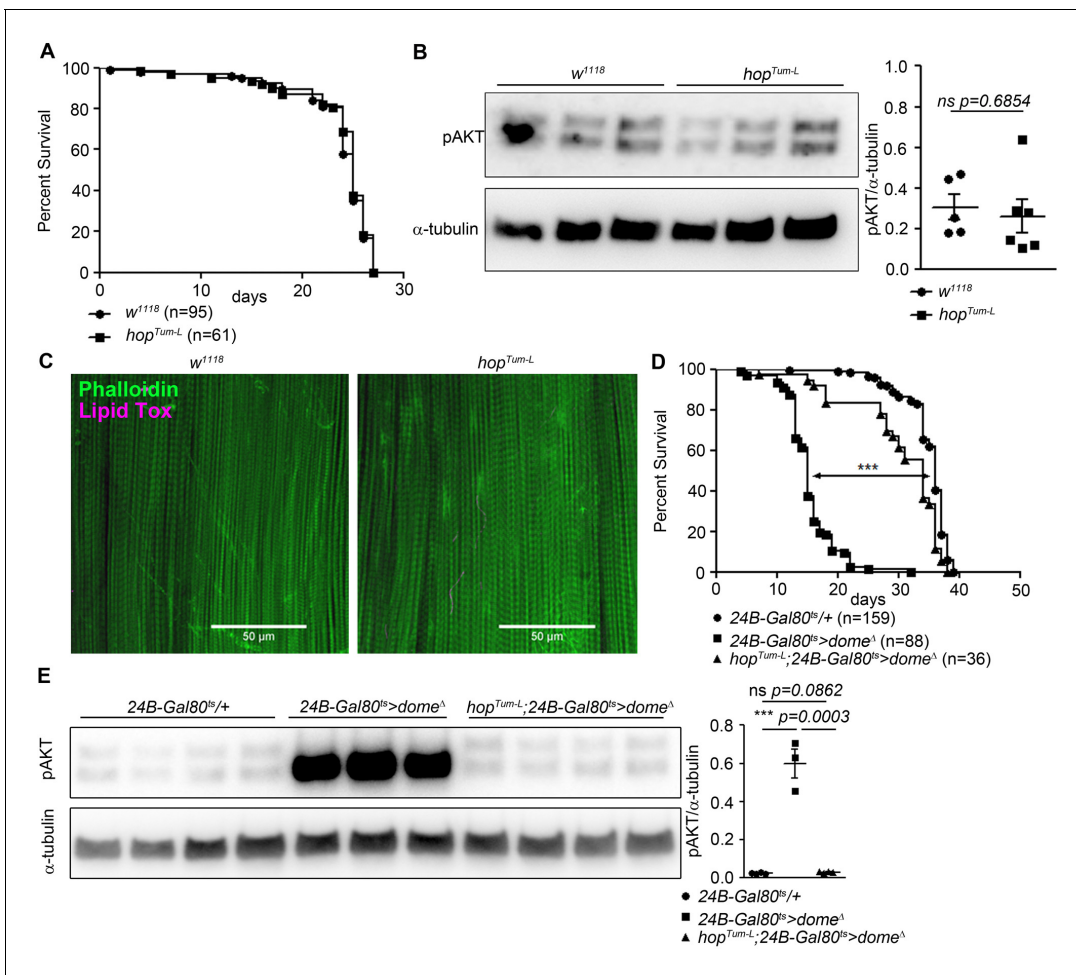 A
100
80
60
40
20
0
Percent Survival
0 10 20 30
days
w1118 (n=95)
hopTum-L (n=61)
B
w1118 hopTum-L
pAKT
α-tubulin
ns p=0.6854
1.0
0.8
0.6
0.4
0.2
0.0
pAKT/α-tubulin
w1118
hopTum-L
C
w1118 hopTum-L
Phalloidin
Lipid Tox
50 µm 50 µm
D
100
80
60
40
20
0
Percent Survival
***
0 10 20 30 40 50
days
24B-Gal80ts/+ (n=159)
24B-Gal80ts>domeΔ (n=88)
hopTum-L;24B-Gal80ts>domeΔ (n=36)
E
24B-Gal80ts/+ 24B-Gal80ts>domeΔ hopTum-L;24B-Gal80ts>domeΔ
pAKT
α-tubulin
ns p=0.0862
*** p=0.0003
0.8
0.6
0.4
0.2
0.0
pAKT/α-tubulin
24B-Gal80ts/+
24B-Gal80ts>domeΔ
hopTum-L;24B-Gal80ts>domeΔ